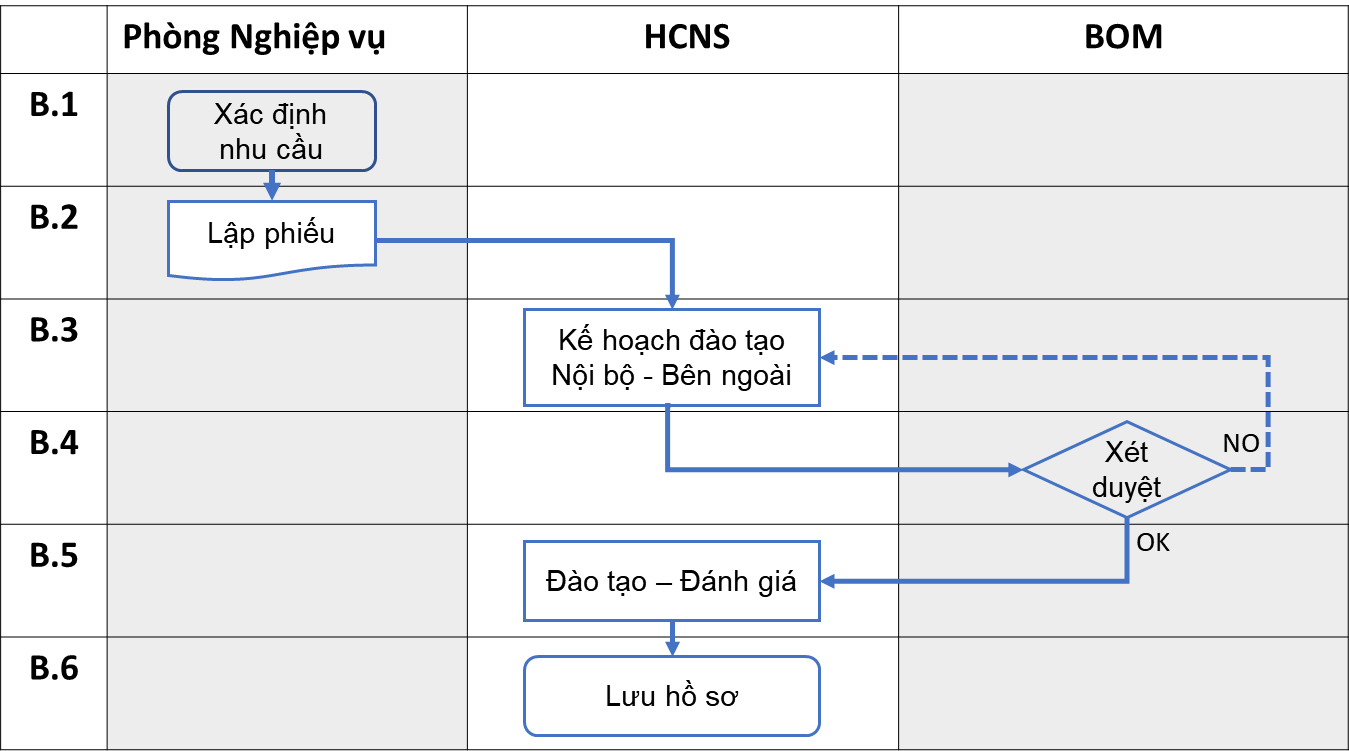 Phòng Nghiệp vụ
HCNS
BOM
B.1
Xác định
nhu cầu
B.2
Lập phiếu
B.3
Kế hoạch đào tạo
Nội bộ - Bên ngoài
B.4
Xét
duyệt
NO
B.5
OK
Đào tạo – Đánh giá
B.6
Lưu hồ sơ